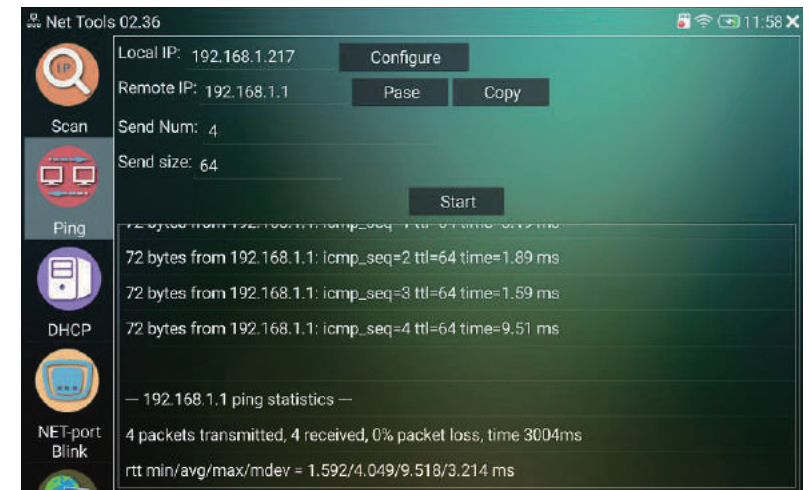 Net Tools 02.36
11:58 X
IP
Local IP: 192.168.1.217 Configure
Remote IP: 192.168.1.1 Pase Copy
Scan
Send Num: 4
Send size: 64
Start
Ping
72 bytes from 192.168.1.1: icmp_seq=2 ttl=64 time=1.89 ms
72 bytes from 192.168.1.1: icmp_seq=3 ttl=64 time=1.59 ms
DHCP
72 bytes from 192.168.1.1: icmp_seq=4 ttl=64 time=9.51 ms
— 192.168.1.1 ping statistics —
NET-port
Blink
4 packets transmitted, 4 received, 0% packet loss, time 3004ms
rtt min/avg/max/mdev = 1.592/4.049/9.518/3.214 ms